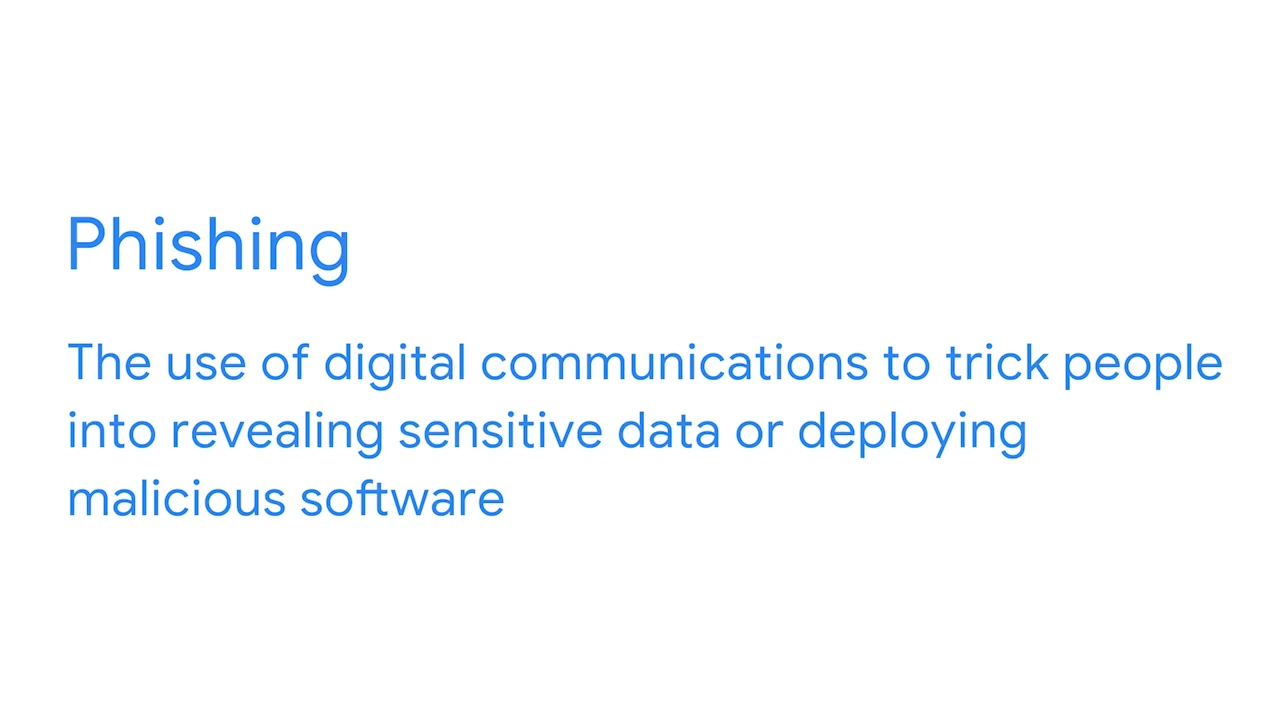 Phishing
The use of digital communications to trick people
into revealing sensitive data or deploying
malicious software